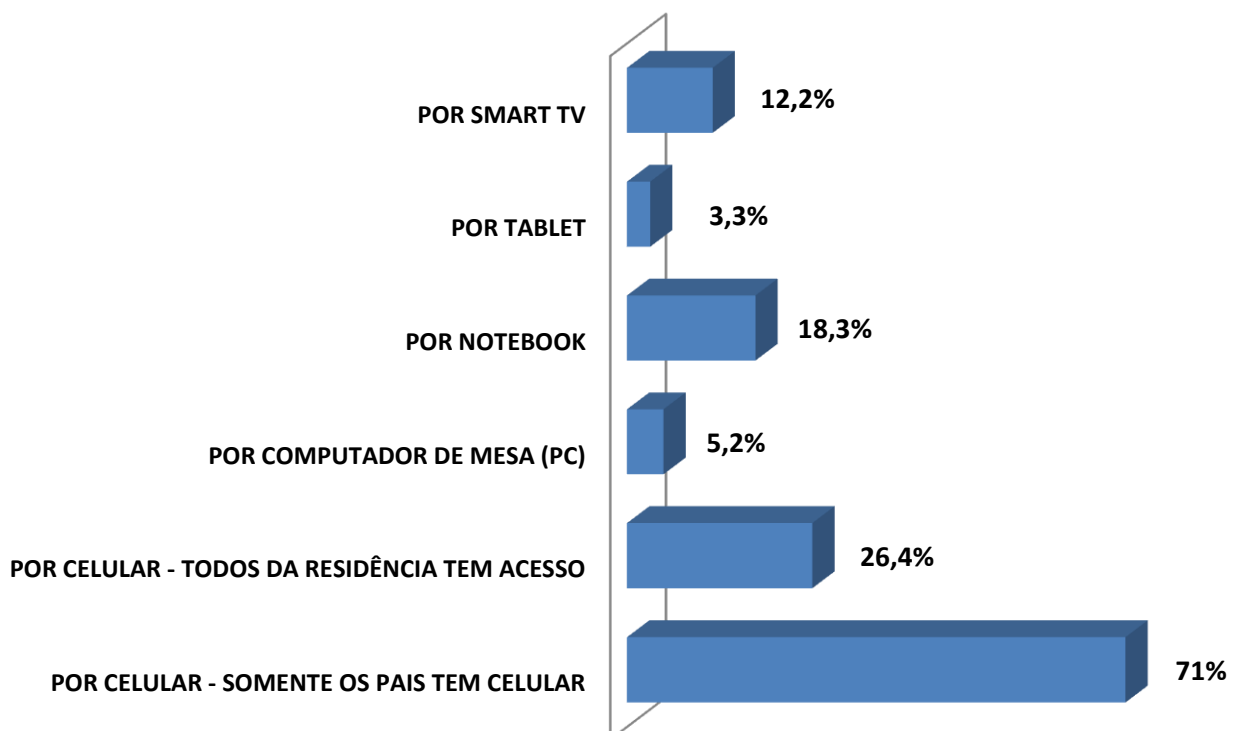 POR SMART TV 12,2%
POR TABLET 3,3%
POR NOTEBOOK 18,3%
POR COMPUTADOR DE MESA (PC) 5,2%
POR CELULAR - TODOS DA RESIDÊNCIA TEM ACESSO 26,4%
POR CELULAR - SOMENTE OS PAIS TEM CELULAR 71%